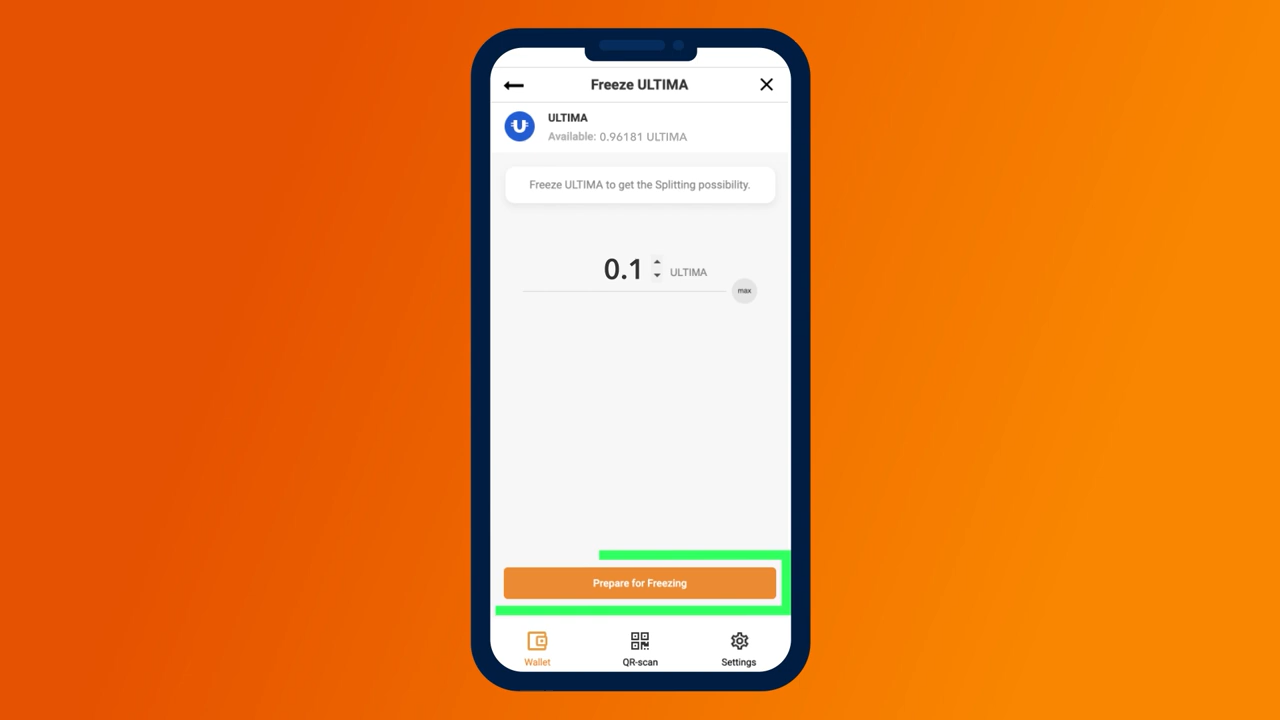 Freeze ULTIMA
ULTIMA
Available: 0.96181 ULTIMA
Freeze ULTIMA to get the Splitting possibility.
0.1 ULTIMA
max
Prepare for Freezing
Wallet
QR-scan
Settings